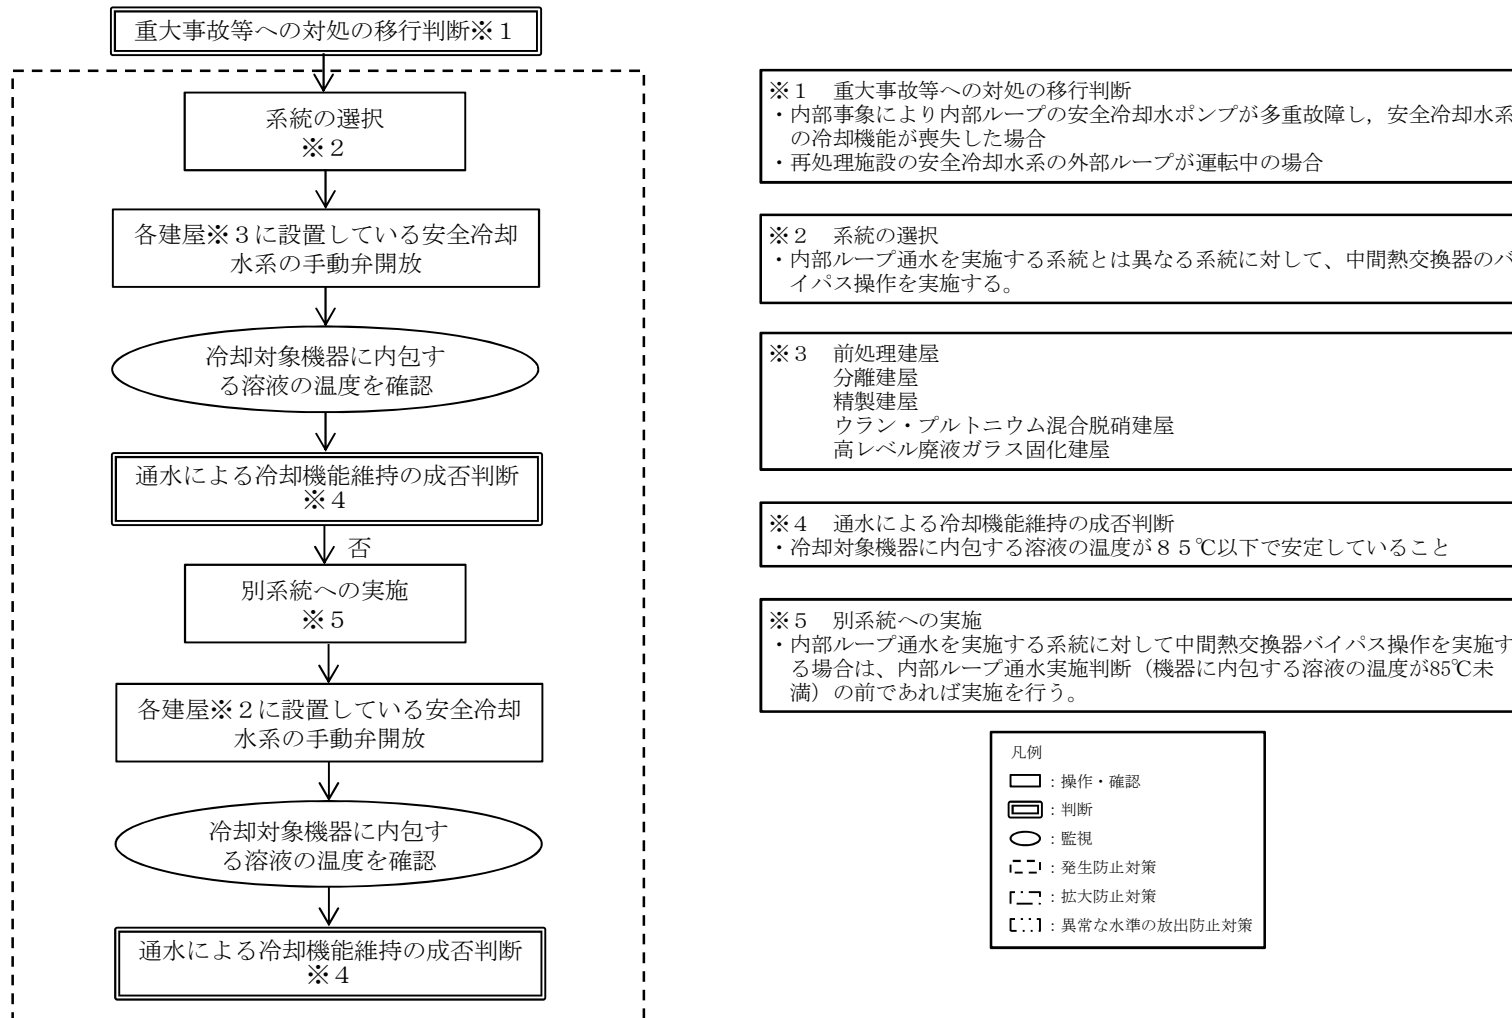 重大事故等への対処の移行判断※１
系統の選択
※２
各建屋※３に設置している安全冷却
水系の手動弁開放
冷却対象機器に内包す
る溶液の温度を確認
通水による冷却機能維持の成否判断
※４
否
別系統への実施
※５
各建屋※２に設置している安全冷却
水系の手動弁開放
冷却対象機器に内包す
る溶液の温度を確認
通水による冷却機能維持の成否判断
※４
※１　重大事故等への対処の移行判断
・内部事象により内部ループの安全冷却水ポンプが多重故障し，安全冷却水系
の冷却機能が喪失した場合
・再処理施設の安全冷却水系の外部ループが運転中の場合
※２　系統の選択
・内部ループ通水を実施する系統とは異なる系統に対して、中間熱交換器のバ
イパス操作を実施する。
※３　前処理建屋
分離建屋
精製建屋
ウラン・プルトニウム混合脱硝建屋
高レベル廃液ガラス固化建屋
※４　通水による冷却機能維持の成否判断
・冷却対象機器に内包する溶液の温度が８５℃以下で安定していること
※５　別系統への実施
・内部ループ通水を実施する系統に対して中間熱交換器バイパス操作を実施す
る場合は、内部ループ通水実施判断（機器に内包する溶液の温度が85℃未
満）の前であれば実施を行う。
凡例
：操作・確認
：判断
：監視
：発生防止対策
：拡大防止対策
：異常な水準の放出防止対策